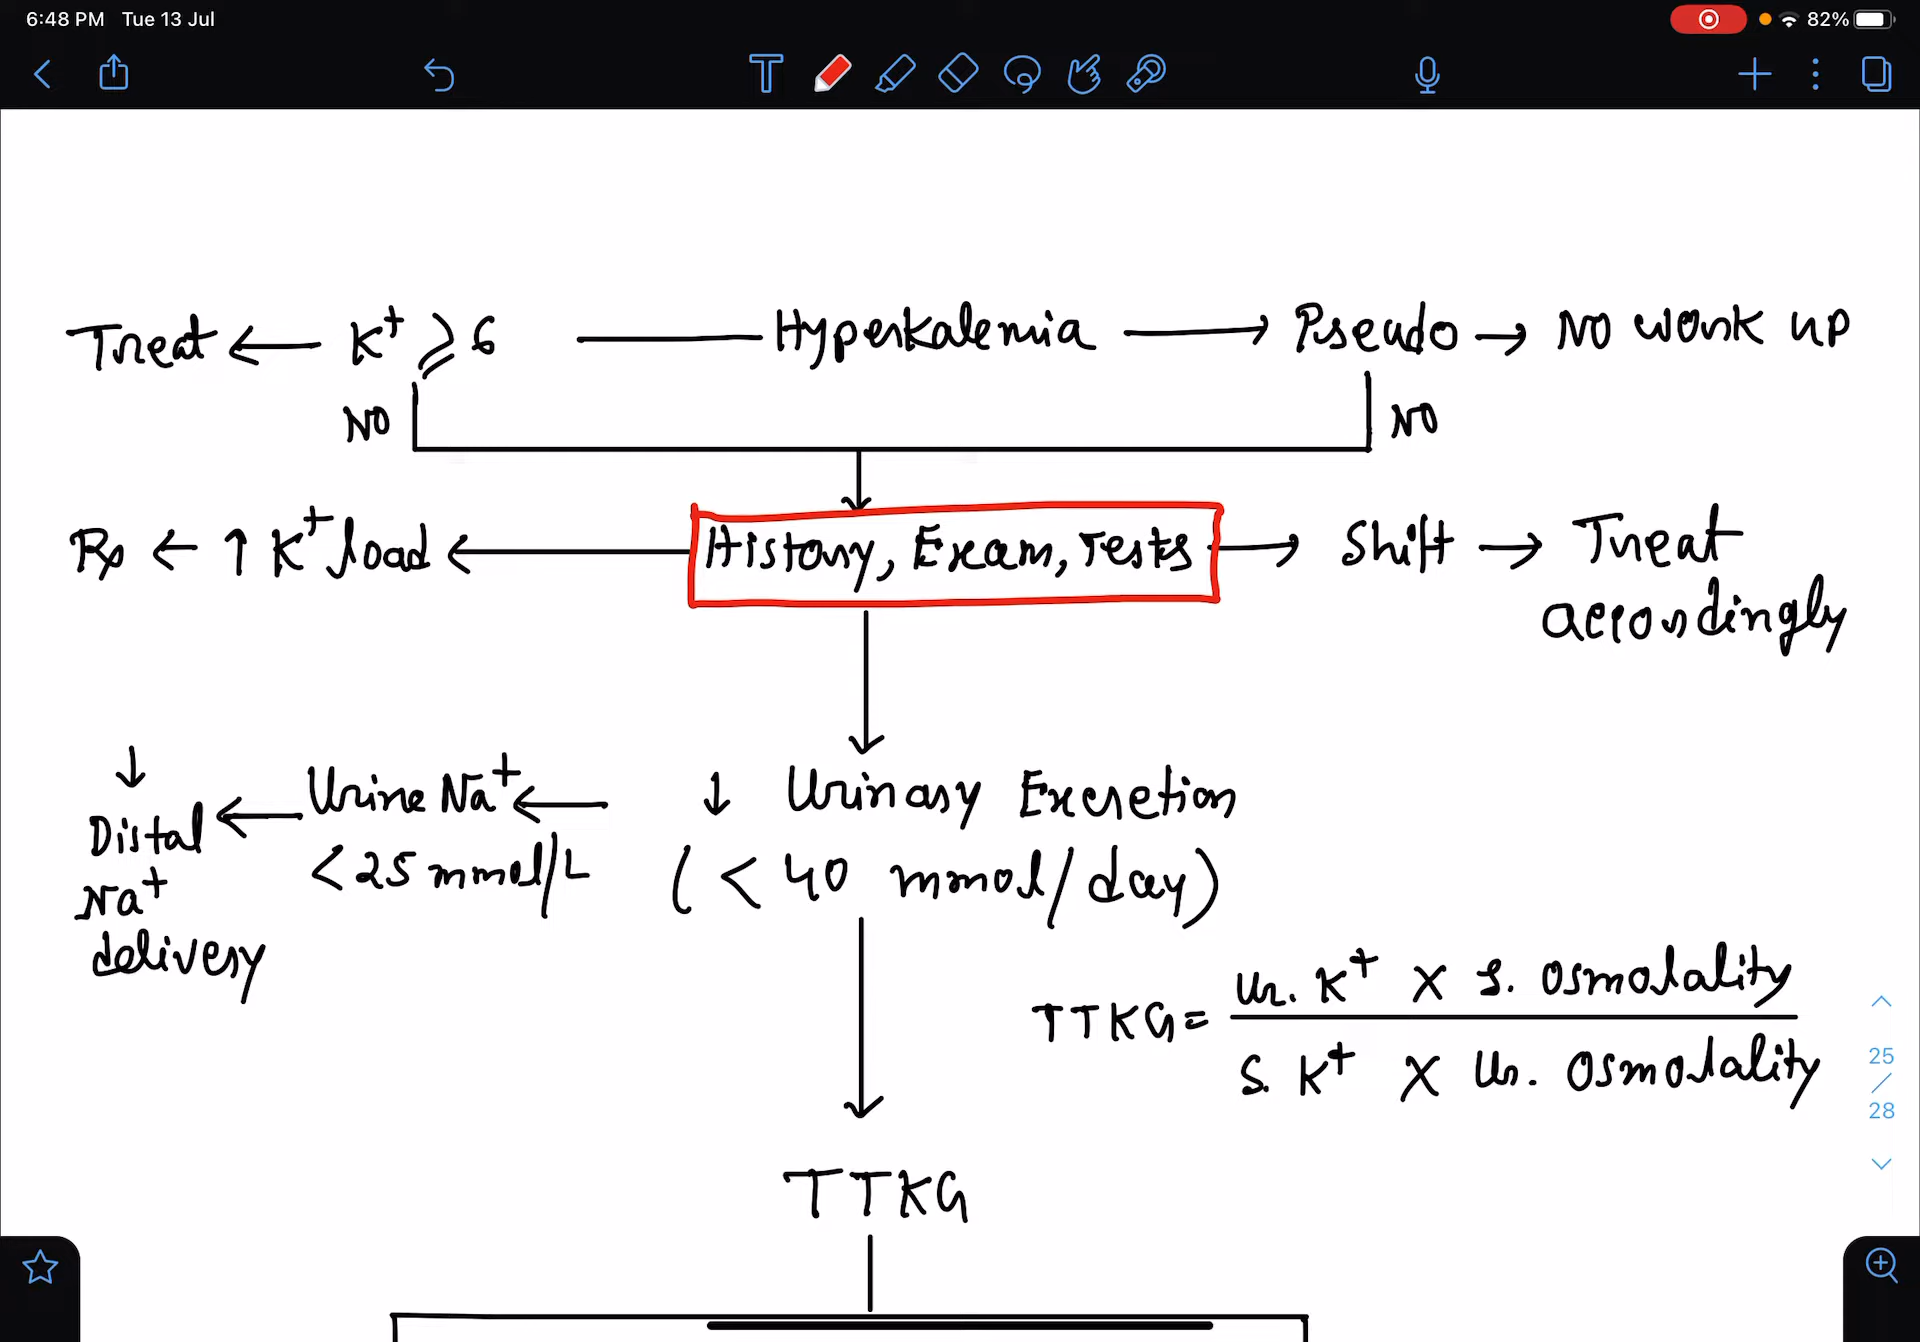 6:48 PM Tue 13 Jul 82%
T
Treat ← K+ ⩾ 6 — Hyperkalemia → Pseudo → NO work up
NO NO
Rx ← ↑ K+ load ← History, Exam, Tests → Shift → Treat
accordingly
↓ Urine Na+ ← ↓ Urinary Excretion
Distal ← < 25 mmol/L (< 40 mmol/day)
Na+
delivery
TTKG = Ur. K+ X S. Osmolality
S. K+ X Ur. Osmolality
25
/
28
TTKG